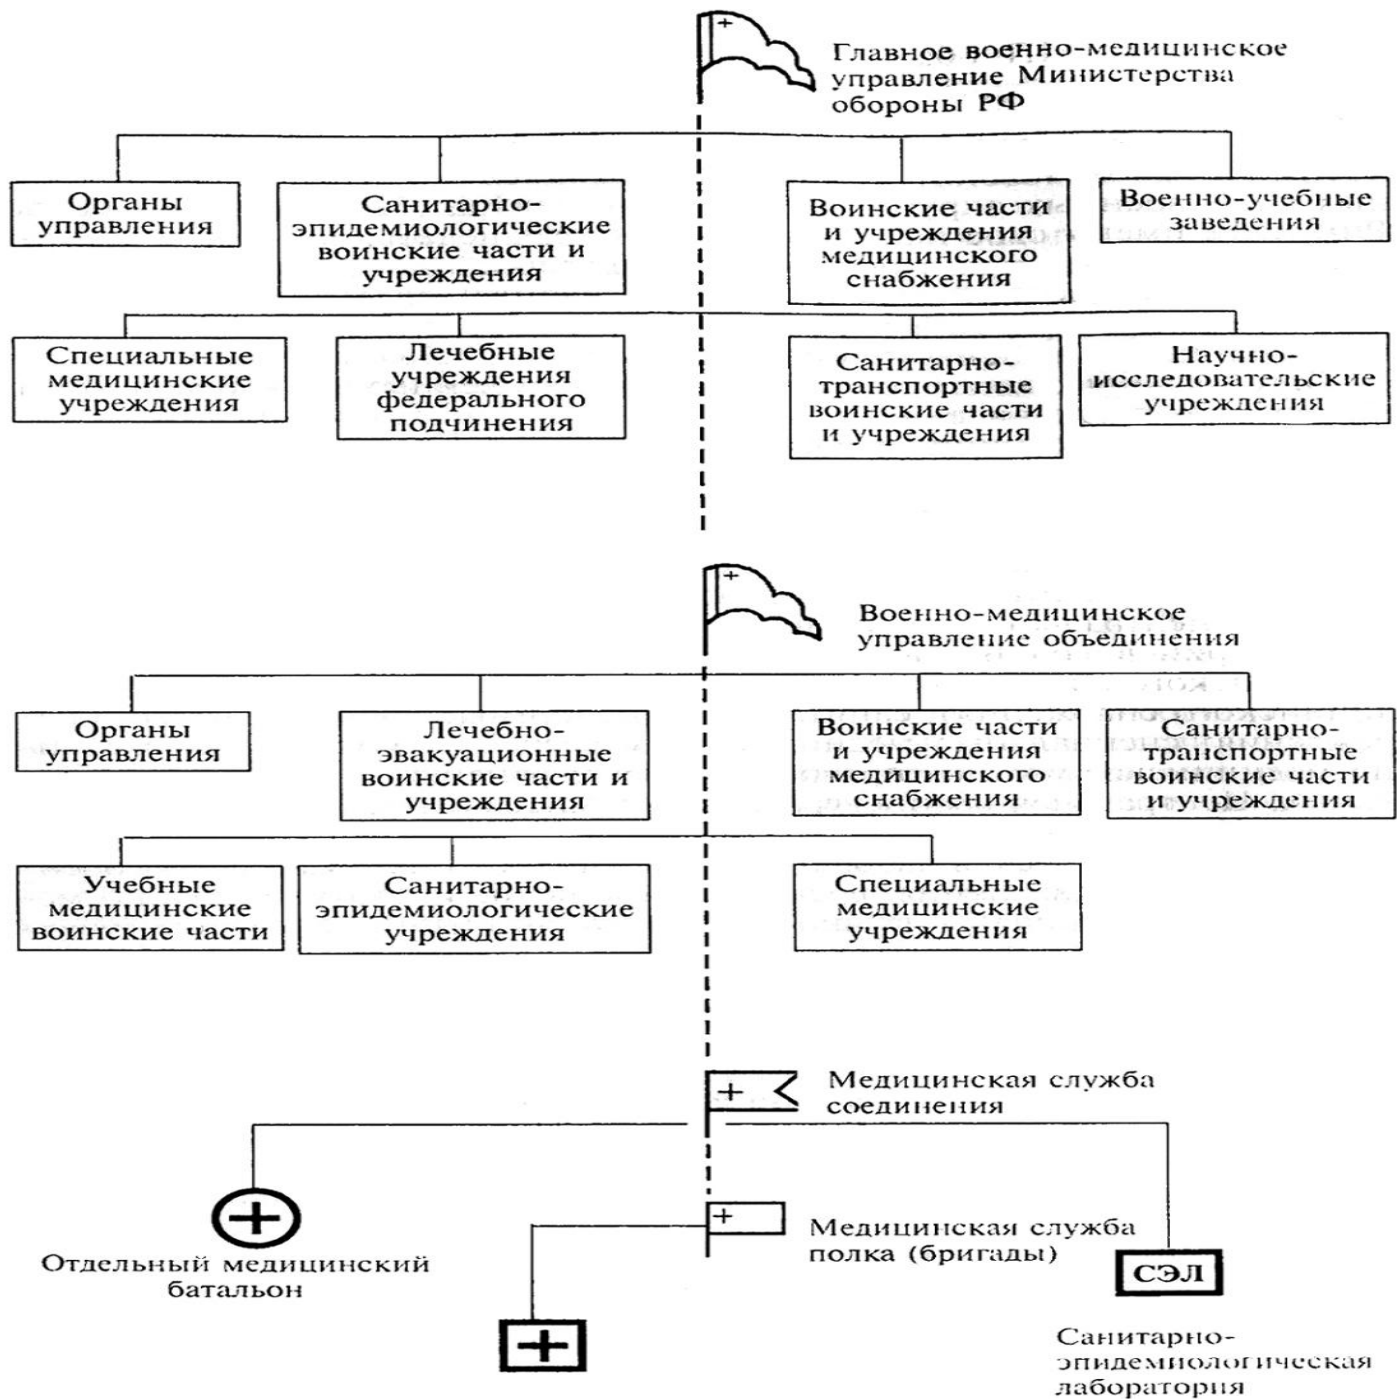 Главное военно-медицинское
управление Министерства
обороны РФ
Органы
управления
Санитарно-
эпидемиологические
воинские части и
учреждения
Воинские части
и учреждения
медицинского
снабжения
Военно-учебные
заведения
Специальные
медицинские
учреждения
Лечебные
учреждения
федерального
подчинения
Санитарно-
транспортные
воинские части
и учреждения
Научно-
исследовательские
учреждения
Военно-медицинское
управление объединения
Органы
управления
Лечебно-
эвакуационные
воинские части и
учреждения
Воинские части
и учреждения
медицинского
снабжения
Санитарно-
транспортные
воинские части
и учреждения
Учебные
медицинские
воинские части
Санитарно-
эпидемиологические
учреждения
Специальные
медицинские
учреждения
Медицинская служба
соединения
Отдельный медицинский
батальон
Медицинская служба
полка (бригады)
СЭЛ
Санитарно-
эпидемиологическая
лаборатория